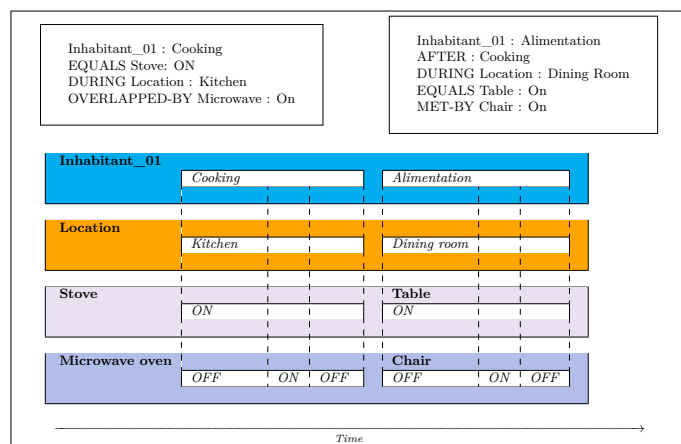 Inhabitant_01 : Cooking
EQUALS Stove: ON
DURING Location : Kitchen
OVERLAPPED-BY Microwave : On
Inhabitant_01 : Alimentation
AFTER : Cooking
DURING Location : Dining Room
EQUALS Table : On
MET-BY Chair : On
Inhabitant_01
Cooking Alimentation
Location
Kitchen Dining room
Stove Table
ON ON
Microwave oven Chair
OFF ON OFF OFF ON OFF
Time